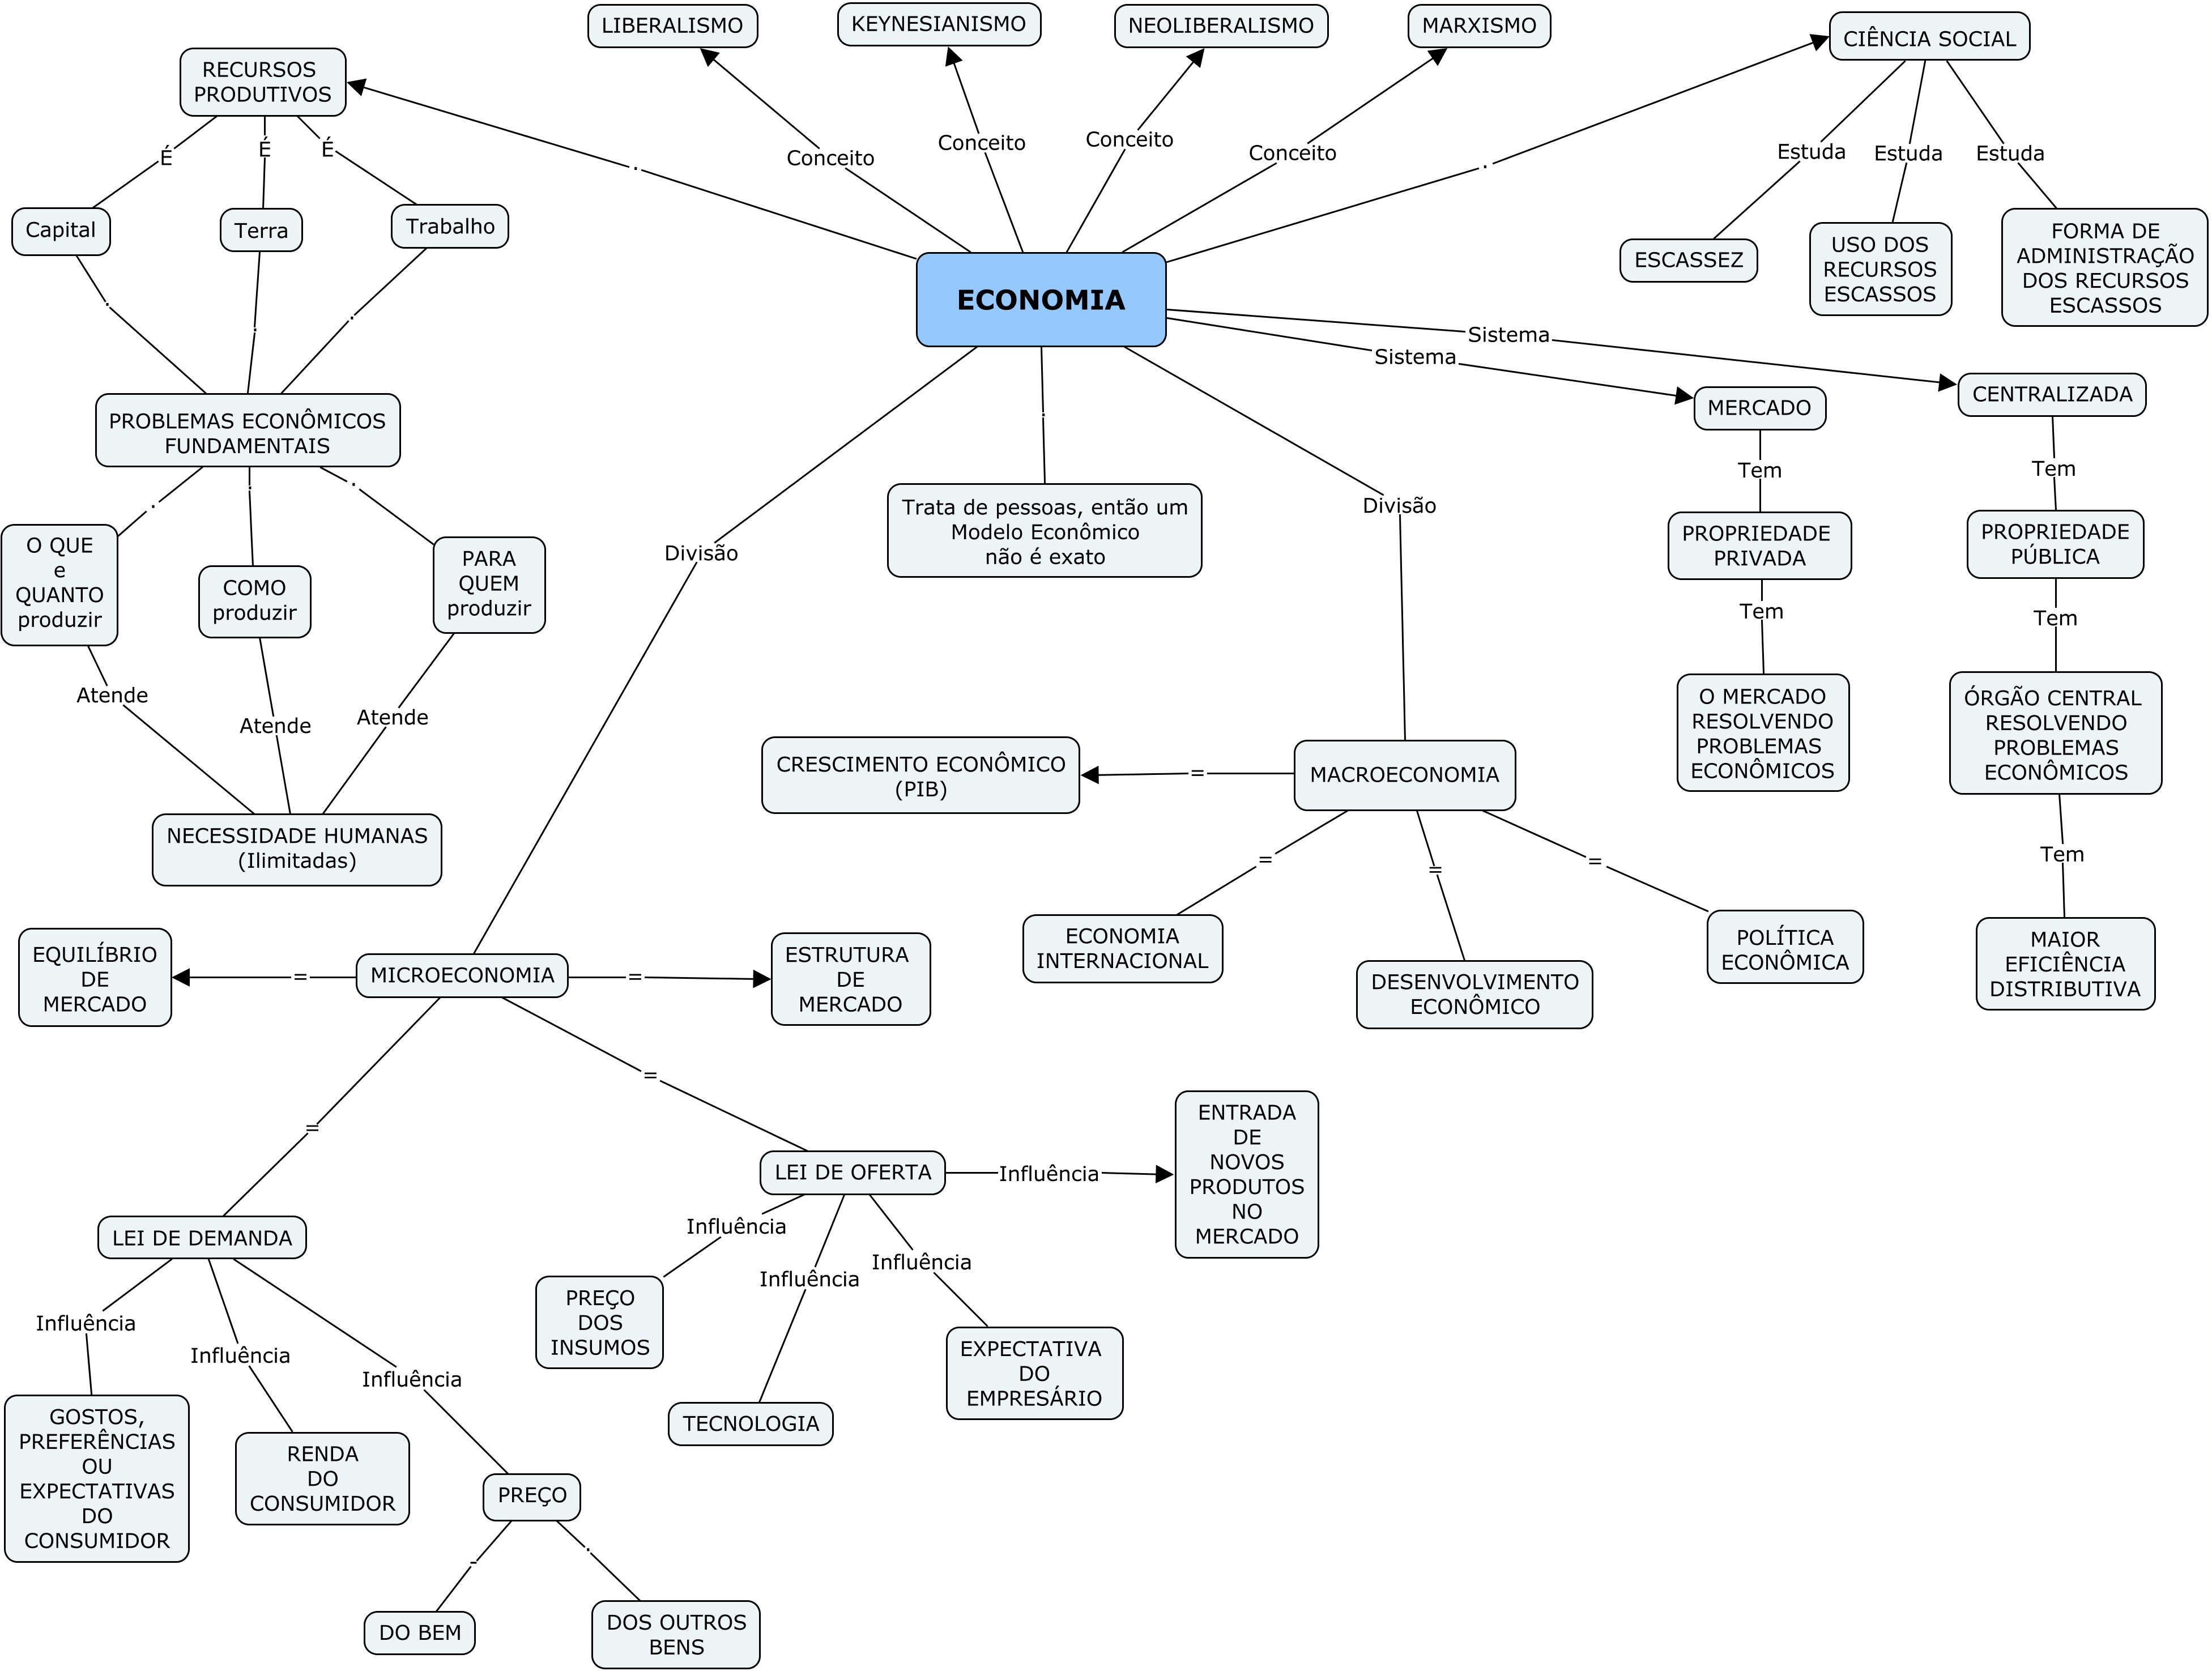 LIBERALISMO
KEYNESIANISMO
NEOLIBERALISMO
MARXISMO
CIÊNCIA SOCIAL
RECURSOS
PRODUTIVOS
Conceito
Conceito
Conceito
Conceito
.
.
É
É
É
Estuda
Estuda
Estuda
Capital
Terra
Trabalho
ESCASSEZ
USO DOS
RECURSOS
ESCASSOS
FORMA DE
ADMINISTRAÇÃO
DOS RECURSOS
ESCASSOS
ECONOMIA
.
.
.
Sistema
Sistema
MERCADO
CENTRALIZADA
PROBLEMAS ECONÔMICOS
FUNDAMENTAIS
.
.
.
.
Tem
Tem
Trata de pessoas, então um
Modelo Econômico
não é exato
Divisão
Divisão
PROPRIEDADE
PRIVADA
PROPRIEDADE
PÚBLICA
O QUE
e
QUANTO
produzir
COMO
produzir
PARA
QUEM
produzir
Tem
Tem
Atende
Atende
Atende
O MERCADO
RESOLVENDO
PROBLEMAS
ECONÔMICOS
ÓRGÃO CENTRAL
RESOLVENDO
PROBLEMAS
ECONÔMICOS
NECESSIDADE HUMANAS
(Ilimitadas)
CRESCIMENTO ECONÔMICO
(PIB)
=
MACROECONOMIA
=
=
=
Tem
ECONOMIA
INTERNACIONAL
DESENVOLVIMENTO
ECONÔMICO
POLÍTICA
ECONÔMICA
MAIOR
EFICIÊNCIA
DISTRIBUTIVA
EQUILÍBRIO
DE
MERCADO
=
MICROECONOMIA
=
ESTRUTURA
DE
MERCADO
=
=
LEI DE OFERTA
Influência
ENTRADA
DE
NOVOS
PRODUTOS
NO
MERCADO
LEI DE DEMANDA
Influência
Influência
Influência
PREÇO
DOS
INSUMOS
TECNOLOGIA
EXPECTATIVA
DO
EMPRESÁRIO
Influência
Influência
Influência
GOSTOS,
PREFERÊNCIAS
OU
EXPECTATIVAS
DO
CONSUMIDOR
RENDA
DO
CONSUMIDOR
PREÇO
-
.
DO BEM
DOS OUTROS
BENS